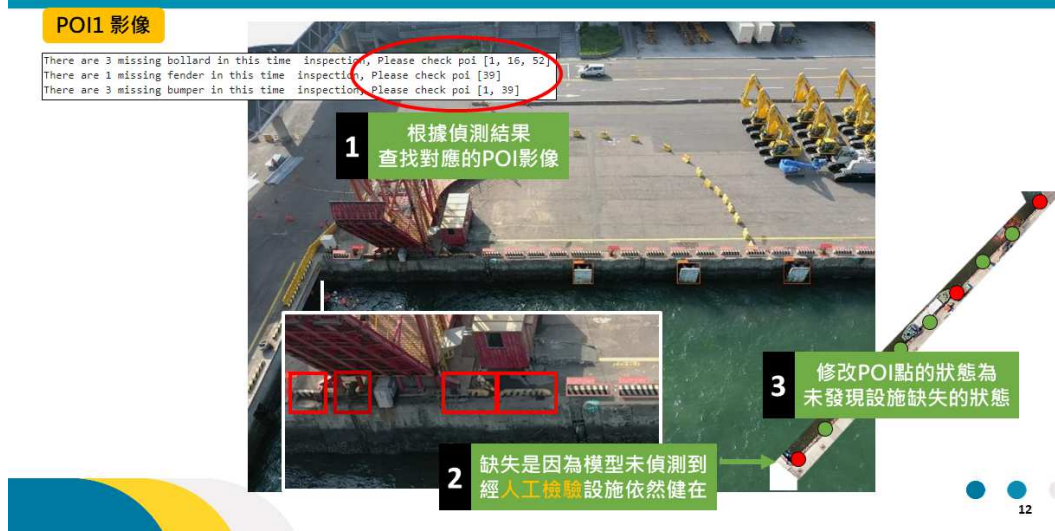 POI1 影像
There are 3 missing bollard in this time  inspection, Please check poi [1, 16, 52]
There are 1 missing fender in this time  inspection, Please check poi [39]
There are 3 missing bumper in this time  inspection, Please check poi [1, 39]
1
根據偵測結果
查找對應的POI影像
2
缺失是因為模型未偵測到
經人工檢驗設施依然健在
3
修改POI點的狀態為
未發現設施缺失的狀態
12